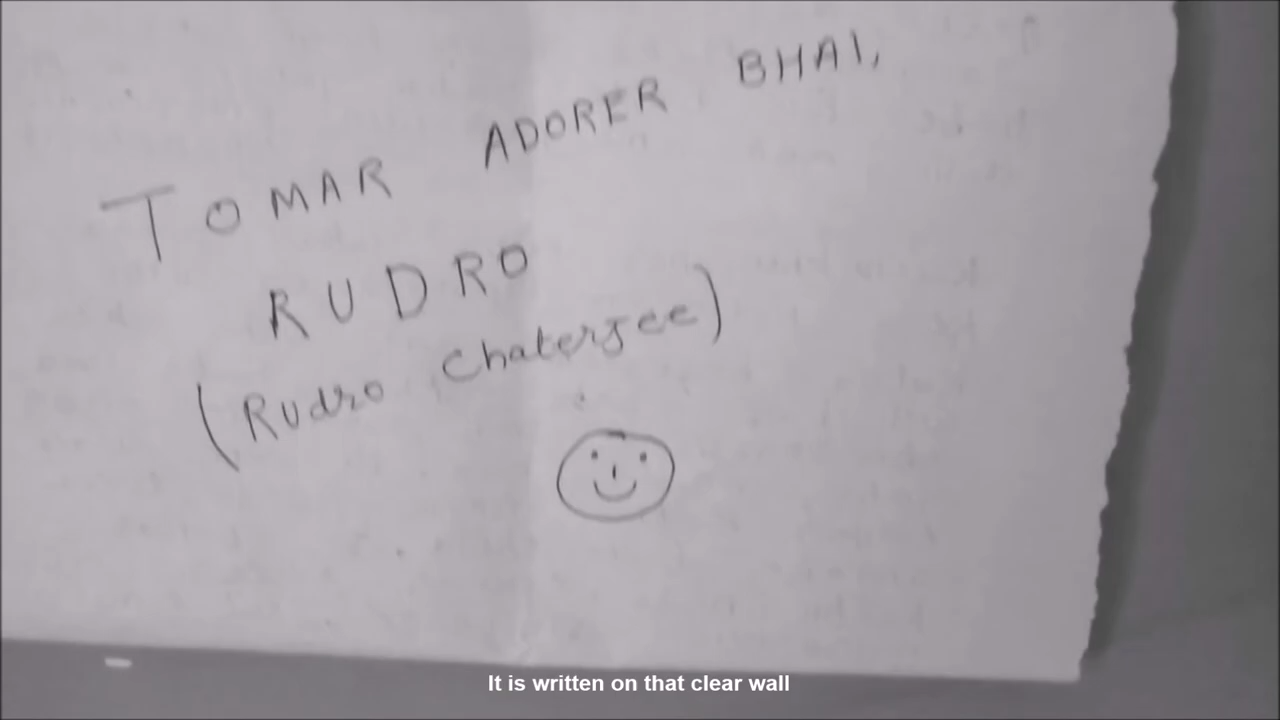 TOMAR ADORER BHAI,
RUDRO
(Rudro Chaterjee)
It is written on that clear wall